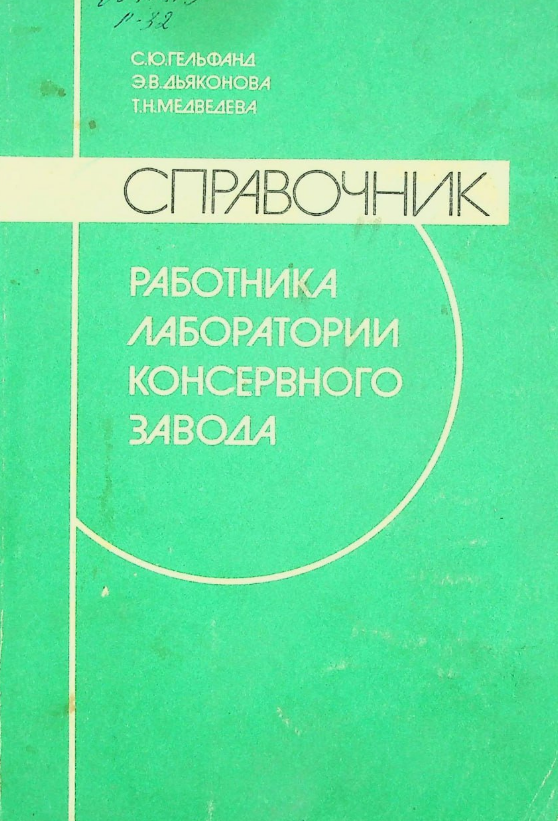 С.Ю.ГЕЛЬФАНД
Э.В.ДЬЯКОНОВА
Т.Н.МЕДВЕДЕВА
СПРАВОЧНИК
РАБОТНИКА
ЛАБОРАТОРИИ
КОНСЕРВНОГО
ЗАВОДА